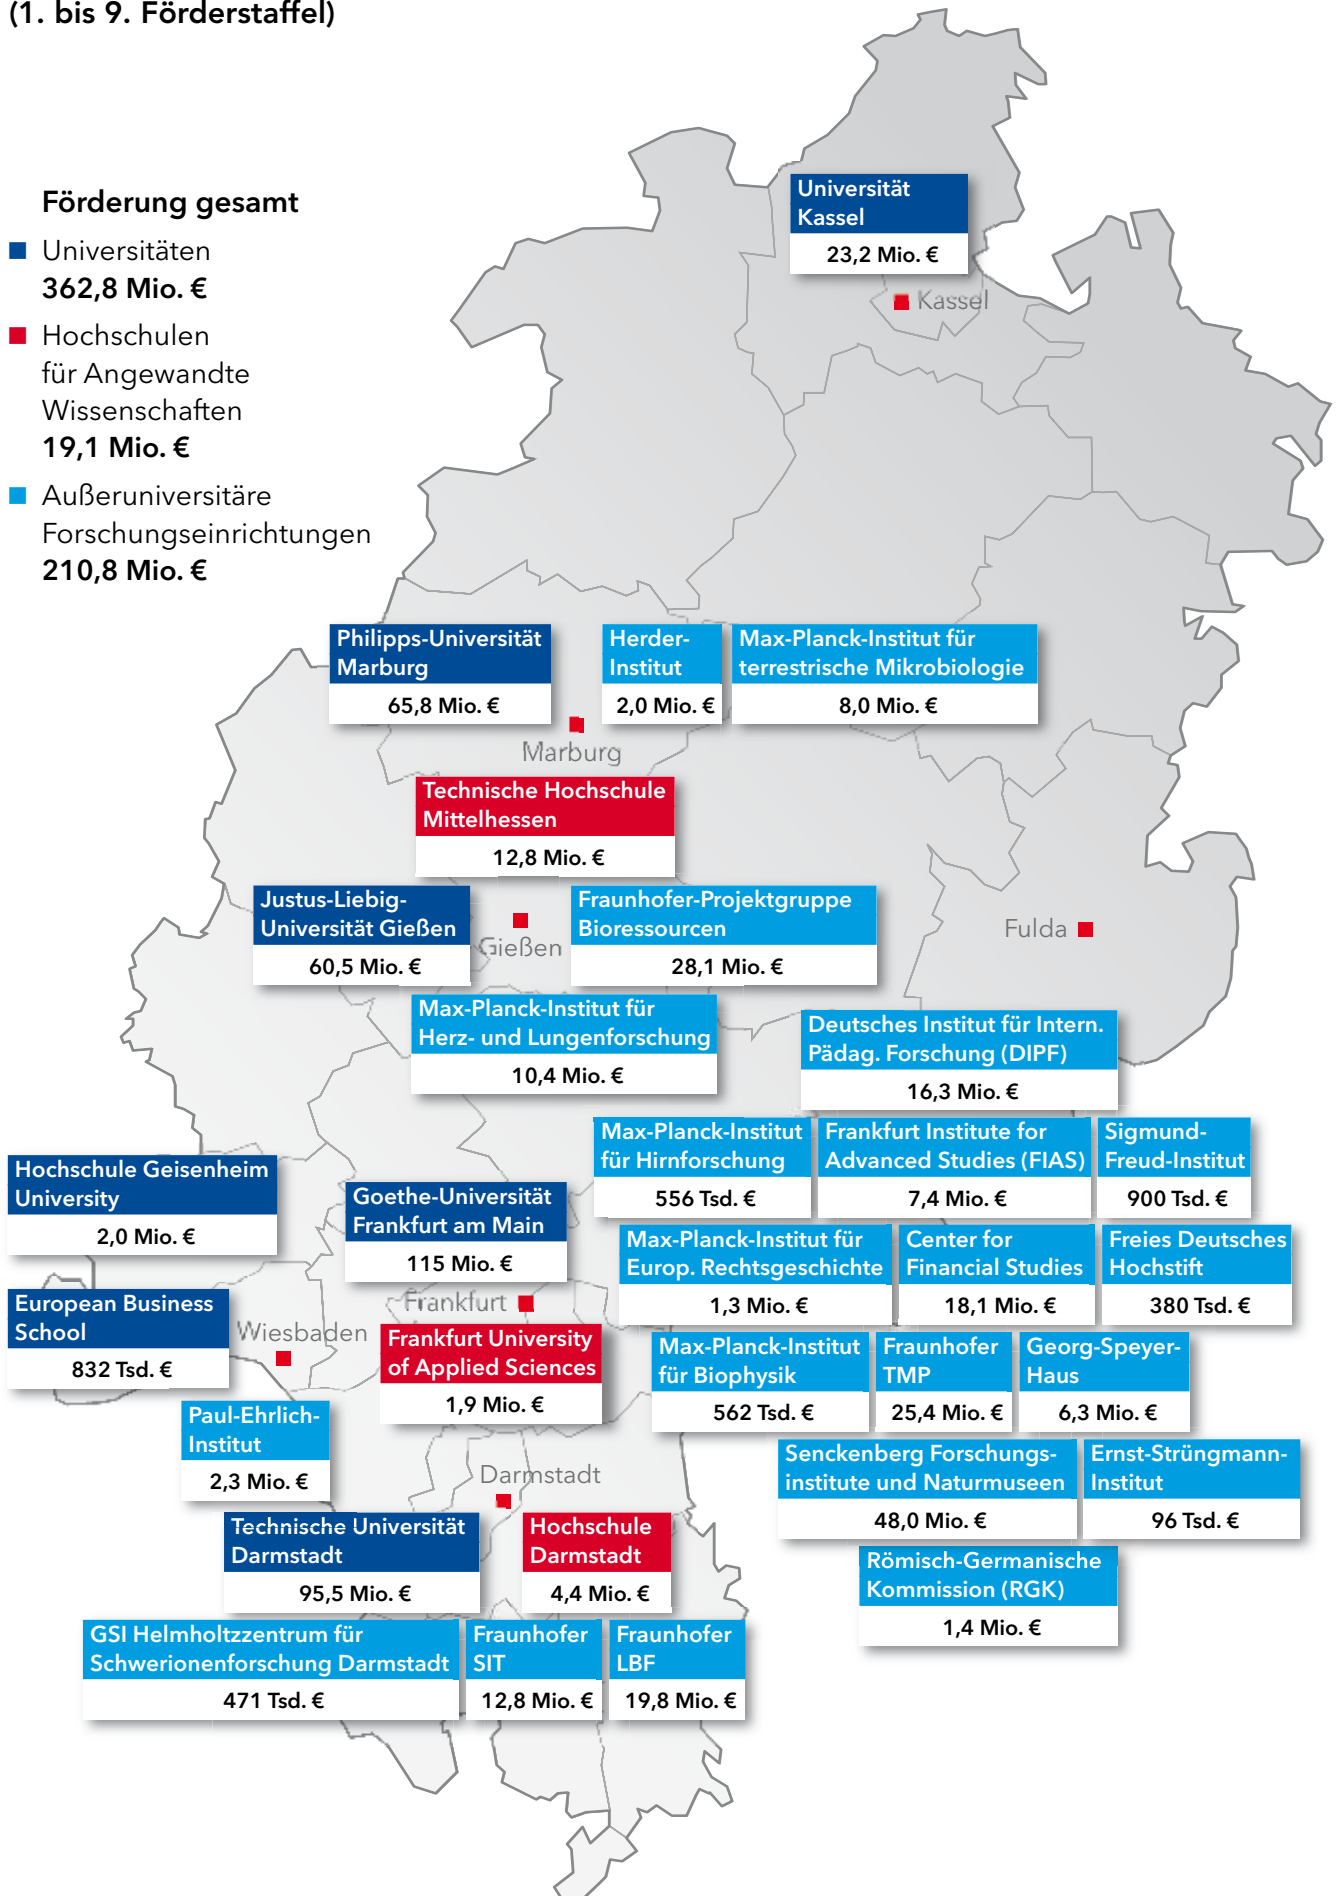 (1. bis 9. Förderstaffel)
Förderung gesamt
Universitäten
362,8 Mio. €
Hochschulen
für Angewandte
Wissenschaften
19,1 Mio. €
Außeruniversitäre
Forschungseinrichtungen
210,8 Mio. €
Universität
Kassel
23,2 Mio. €
Kassel
Philipps-Universität
Marburg
65,8 Mio. €
Herder-
Institut
2,0 Mio. €
Max-Planck-Institut für
terrestrische Mikrobiologie
8,0 Mio. €
Marburg
Technische Hochschule
Mittelhessen
12,8 Mio. €
Justus-Liebig-
Universität Gießen
60,5 Mio. €
Gießen
Fraunhofer-Projektgruppe
Bioressourcen
28,1 Mio. €
Fulda
Max-Planck-Institut für
Herz- und Lungenforschung
10,4 Mio. €
Deutsches Institut für Intern.
Pädag. Forschung (DIPF)
16,3 Mio. €
Max-Planck-Institut
für Hirnforschung
556 Tsd. €
Frankfurt Institute for
Advanced Studies (FIAS)
7,4 Mio. €
Sigmund-
Freud-Institut
900 Tsd. €
Hochschule Geisenheim
University
2,0 Mio. €
Goethe-Universität
Frankfurt am Main
115 Mio. €
Max-Planck-Institut für
Europ. Rechtsgeschichte
1,3 Mio. €
Center for
Financial Studies
18,1 Mio. €
Freies Deutsches
Hochstift
380 Tsd. €
European Business
School
832 Tsd. €
Wiesbaden
Frankfurt
Frankfurt University
of Applied Sciences
1,9 Mio. €
Max-Planck-Institut
für Biophysik
562 Tsd. €
Fraunhofer
TMP
25,4 Mio. €
Georg-Speyer-
Haus
6,3 Mio. €
Paul-Ehrlich-
Institut
2,3 Mio. €
Darmstadt
Senckenberg Forschungs-
institute und Naturmuseen
48,0 Mio. €
Ernst-Strüngmann-
Institut
96 Tsd. €
Technische Universität
Darmstadt
95,5 Mio. €
Hochschule
Darmstadt
4,4 Mio. €
Römisch-Germanische
Kommission (RGK)
1,4 Mio. €
GSI Helmholtzzentrum für
Schwerionenforschung Darmstadt
471 Tsd. €
Fraunhofer
SIT
12,8 Mio. €
Fraunhofer
LBF
19,8 Mio. €